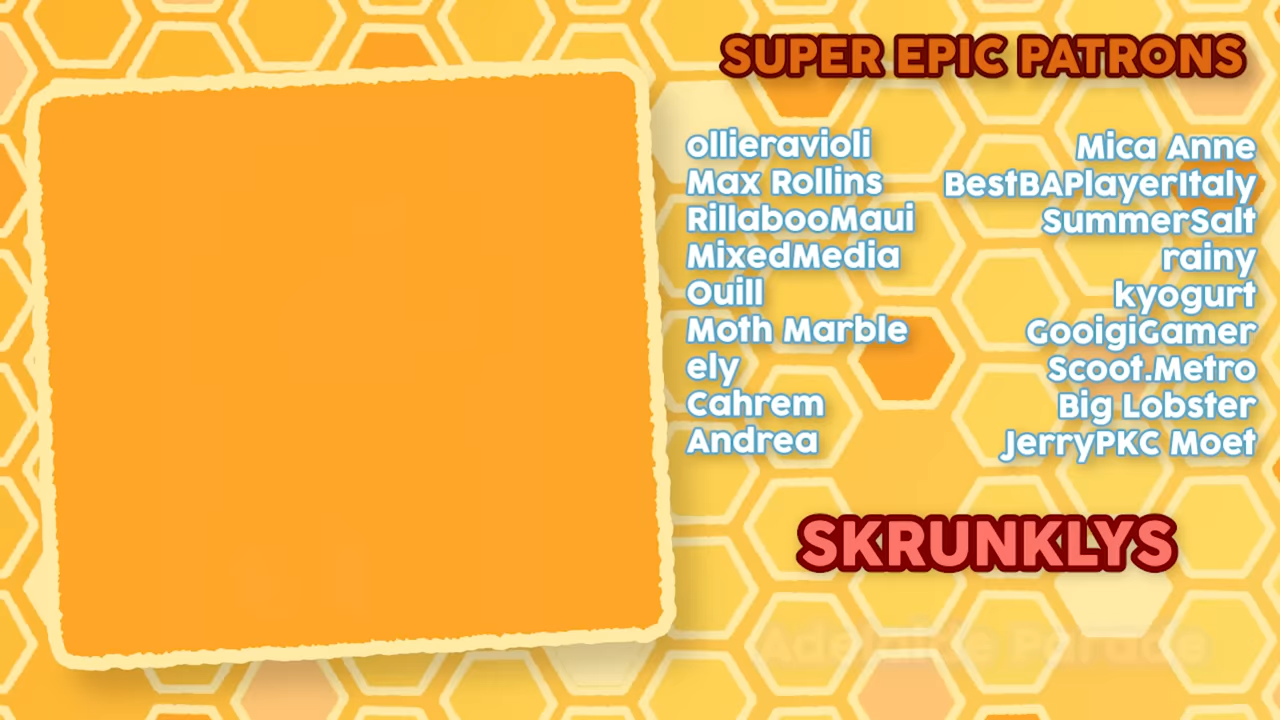 SUPER EPIC PATRONS
ollieravioli
Max Rollins
RillabooMaui
MixedMedia
Ouill
Moth Marble
ely
Cahrem
Andrea
Mica Anne
BestBAPlayerItaly
SummerSalt
rainy
kyogurt
GooigiGamer
Scoot.Metro
Big Lobster
JerryPKC Moet
SKRUNKLYS
Parade